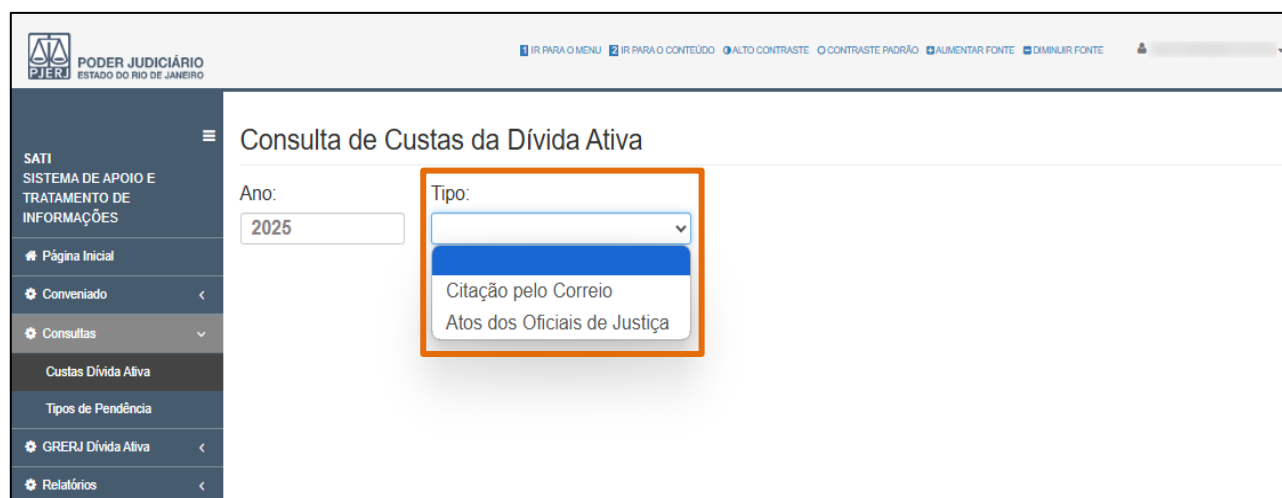 PJERJ
PODER JUDICIÁRIO
ESTADO DO RIO DE JANEIRO
1 IR PARA O MENU 2 IR PARA O CONTEÚDO ALTO CONTRASTE CONTRASTE PADRÃO AUMENTAR FONTE DIMINUIR FONTE
SATI
SISTEMA DE APOIO E
TRATAMENTO DE
INFORMAÇÕES
Página Inicial
Conveniado
Consultas
Custas Dívida Ativa
Tipos de Pendência
GRERJ Dívida Ativa
Relatórios
Consulta de Custas da Dívida Ativa
Ano:
2025
Tipo:
Citação pelo Correio
Atos dos Oficiais de Justiça